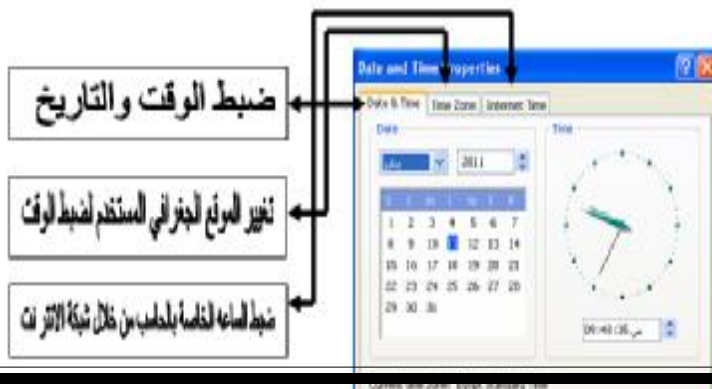 Date and Time Properties
Date & Time Time Zone Internet Time
ضبط الوقت والتاريخ
تغيير الموقع الجغرافي المستخدم لضبط الوقت
ضبط الساعه الخاصة بالحاسب من خلال شبكة الانترنت
Date
Time
2011
1 2 3 4 5 6 7
8 9 10 11 12 13 14
15 16 17 18 19 20 21
22 23 24 25 26 27 28
29 30 31